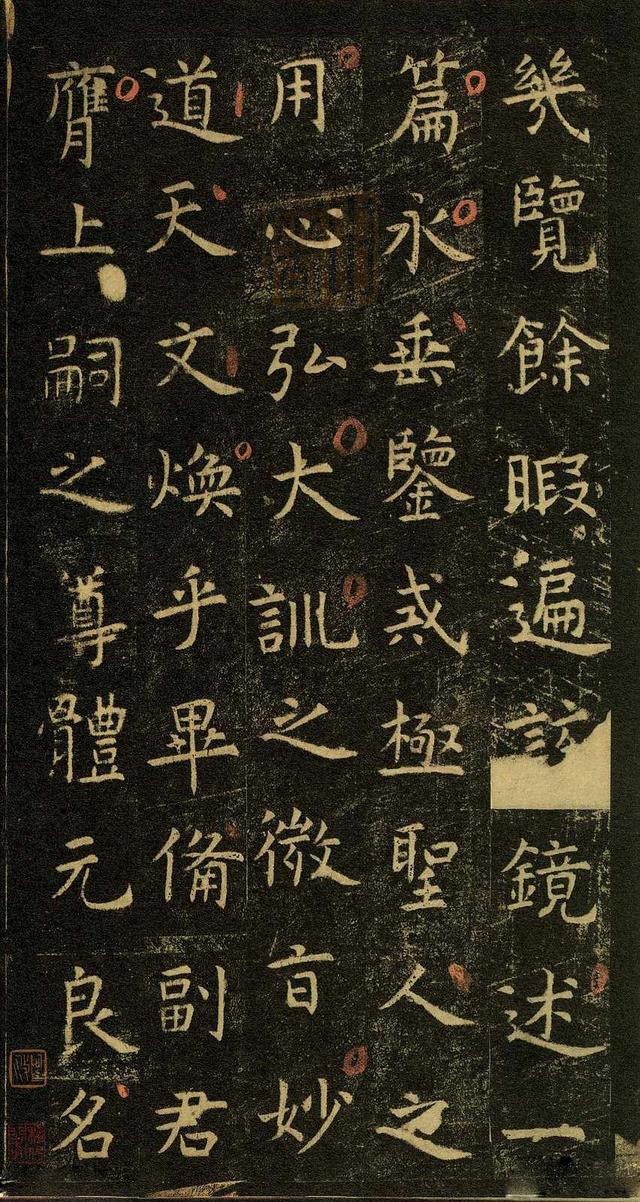 幾覽餘暇遍鏡述一
篇永垂鑒戒極聖人之
用心弘大訓之微旨妙
道天文煥乎畢備副君
膺上嗣之尊體元良名